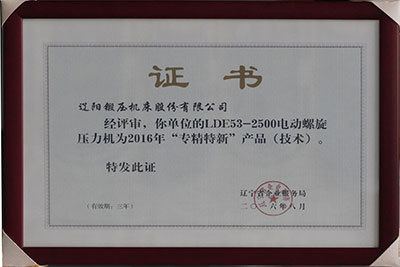 证书
辽阳锻压机床股份有限公司
经评审，你单位的LDE53-2500电动螺旋
压力机为2016年“专精特新”产品（技术）。
特发此证
辽宁省企业服务局
（有效期：三年）
二〇一六年八月